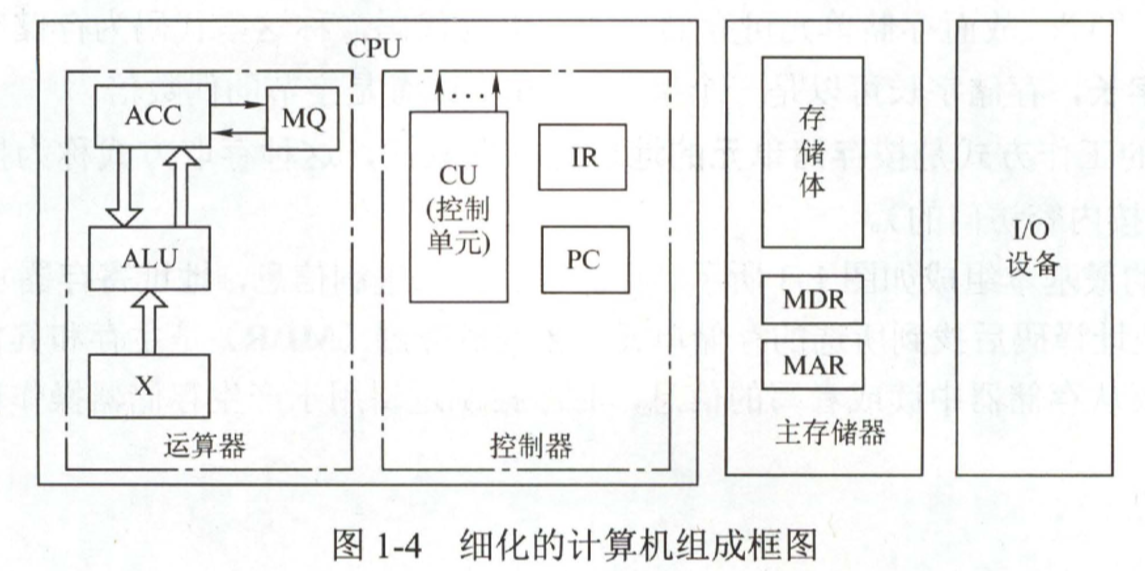 CPU
ACC
MQ
ALU
X
运算器
CU
(控制
单元)
IR
PC
控制器
存
储
体
MDR
MAR
主存储器
I/O
设备
图 1-4 细化的计算机组成框图